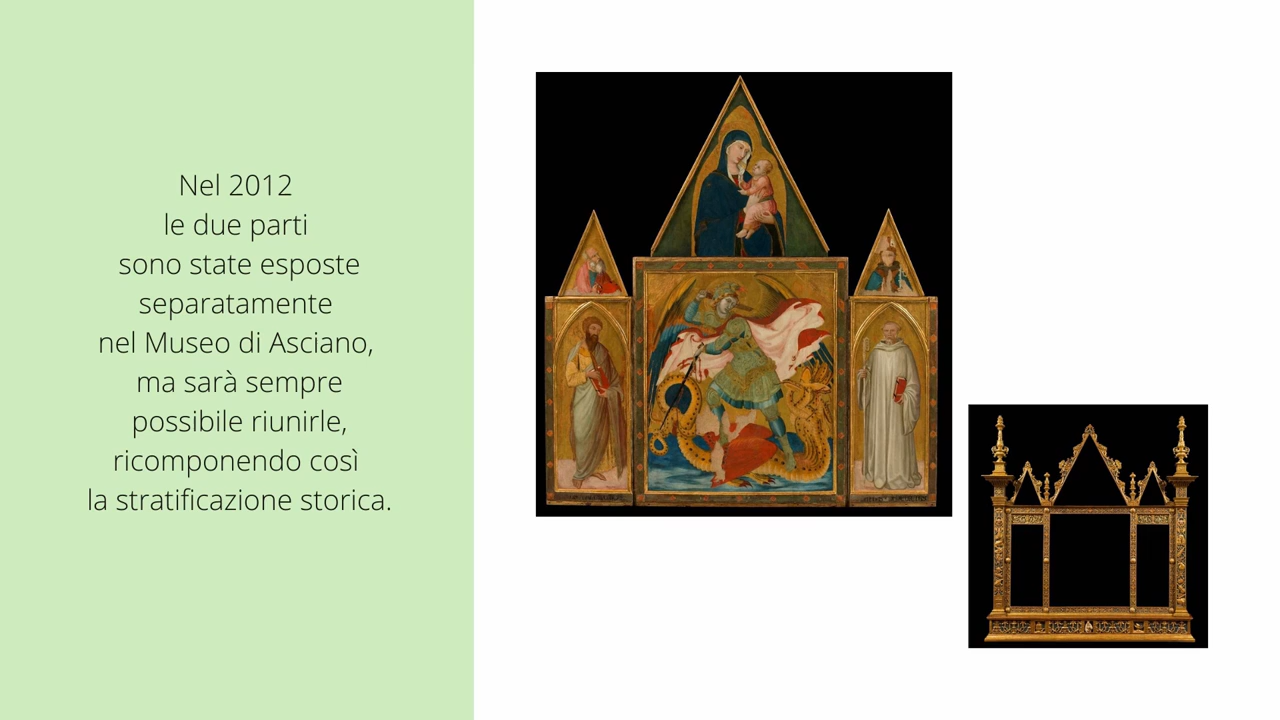 Nel 2012
le due parti
sono state esposte
separatamente
nel Museo di Asciano,
ma sarà sempre
possibile riunirle,
ricomponendo così
la stratificazione storica.